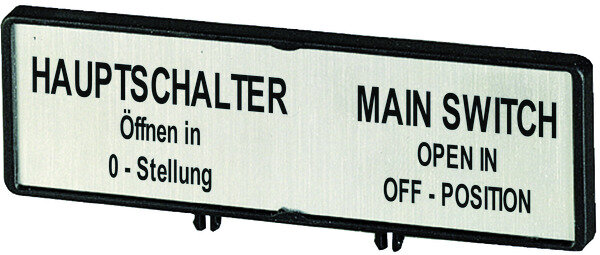 HAUPTSCHALTER
Öffnen in
0 - Stellung
MAIN SWITCH
OPEN IN
OFF - POSITION